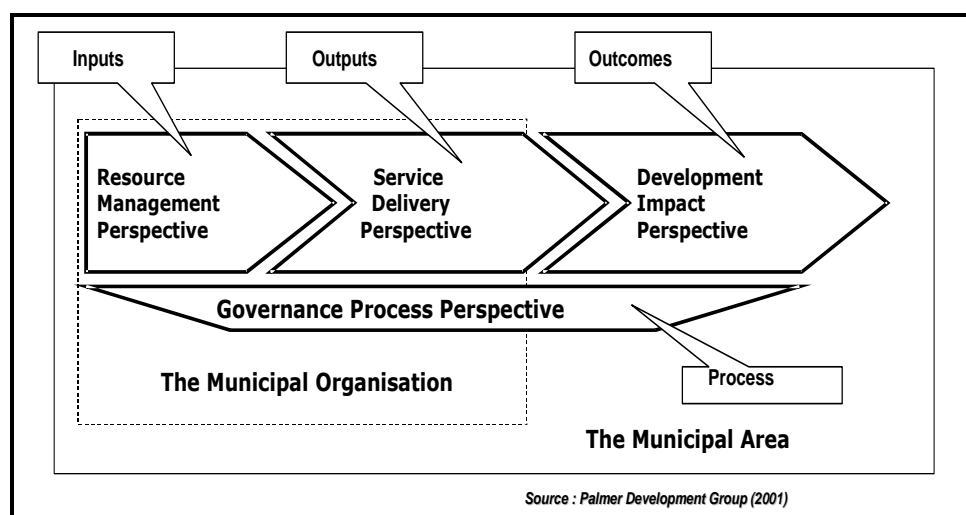 Inputs
Outputs
Outcomes
Resource
Management
Perspective
Service
Delivery
Perspective
Development
Impact
Perspective
Governance Process Perspective
The Municipal Organisation
Process
The Municipal Area
Source : Palmer Development Group (2001)